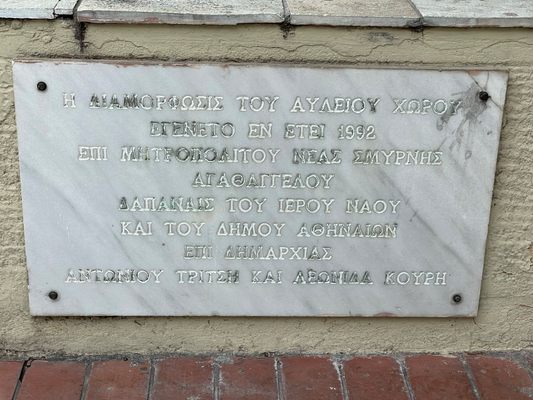 Η ΔΙΑΜΟΡΦΩΣΙΣ ΤΟΥ ΑΥΛΕΙΟΥ ΧΩΡΟΥ
ΕΓΕΝΕΤΟ ΕΝ ΕΤΕΙ 1992
ΕΠΙ ΜΗΤΡΟΠΟΛΙΤΟΥ ΝΕΑΣ ΣΜΥΡΝΗΣ
ΑΓΑΘΑΓΓΕΛΟΥ
ΔΑΠΑΝΑΙΣ ΤΟΥ ΙΕΡΟΥ ΝΑΟΥ
ΚΑΙ ΤΟΥ ΔΗΜΟΥ ΑΘΗΝΑΙΩΝ
ΕΠΙ ΔΗΜΑΡΧΙΑΣ
ΑΝΤΩΝΙΟΥ ΤΡΙΤΣΗ ΚΑΙ ΛΕΩΝΙΔΑ ΚΟΥΡΗ